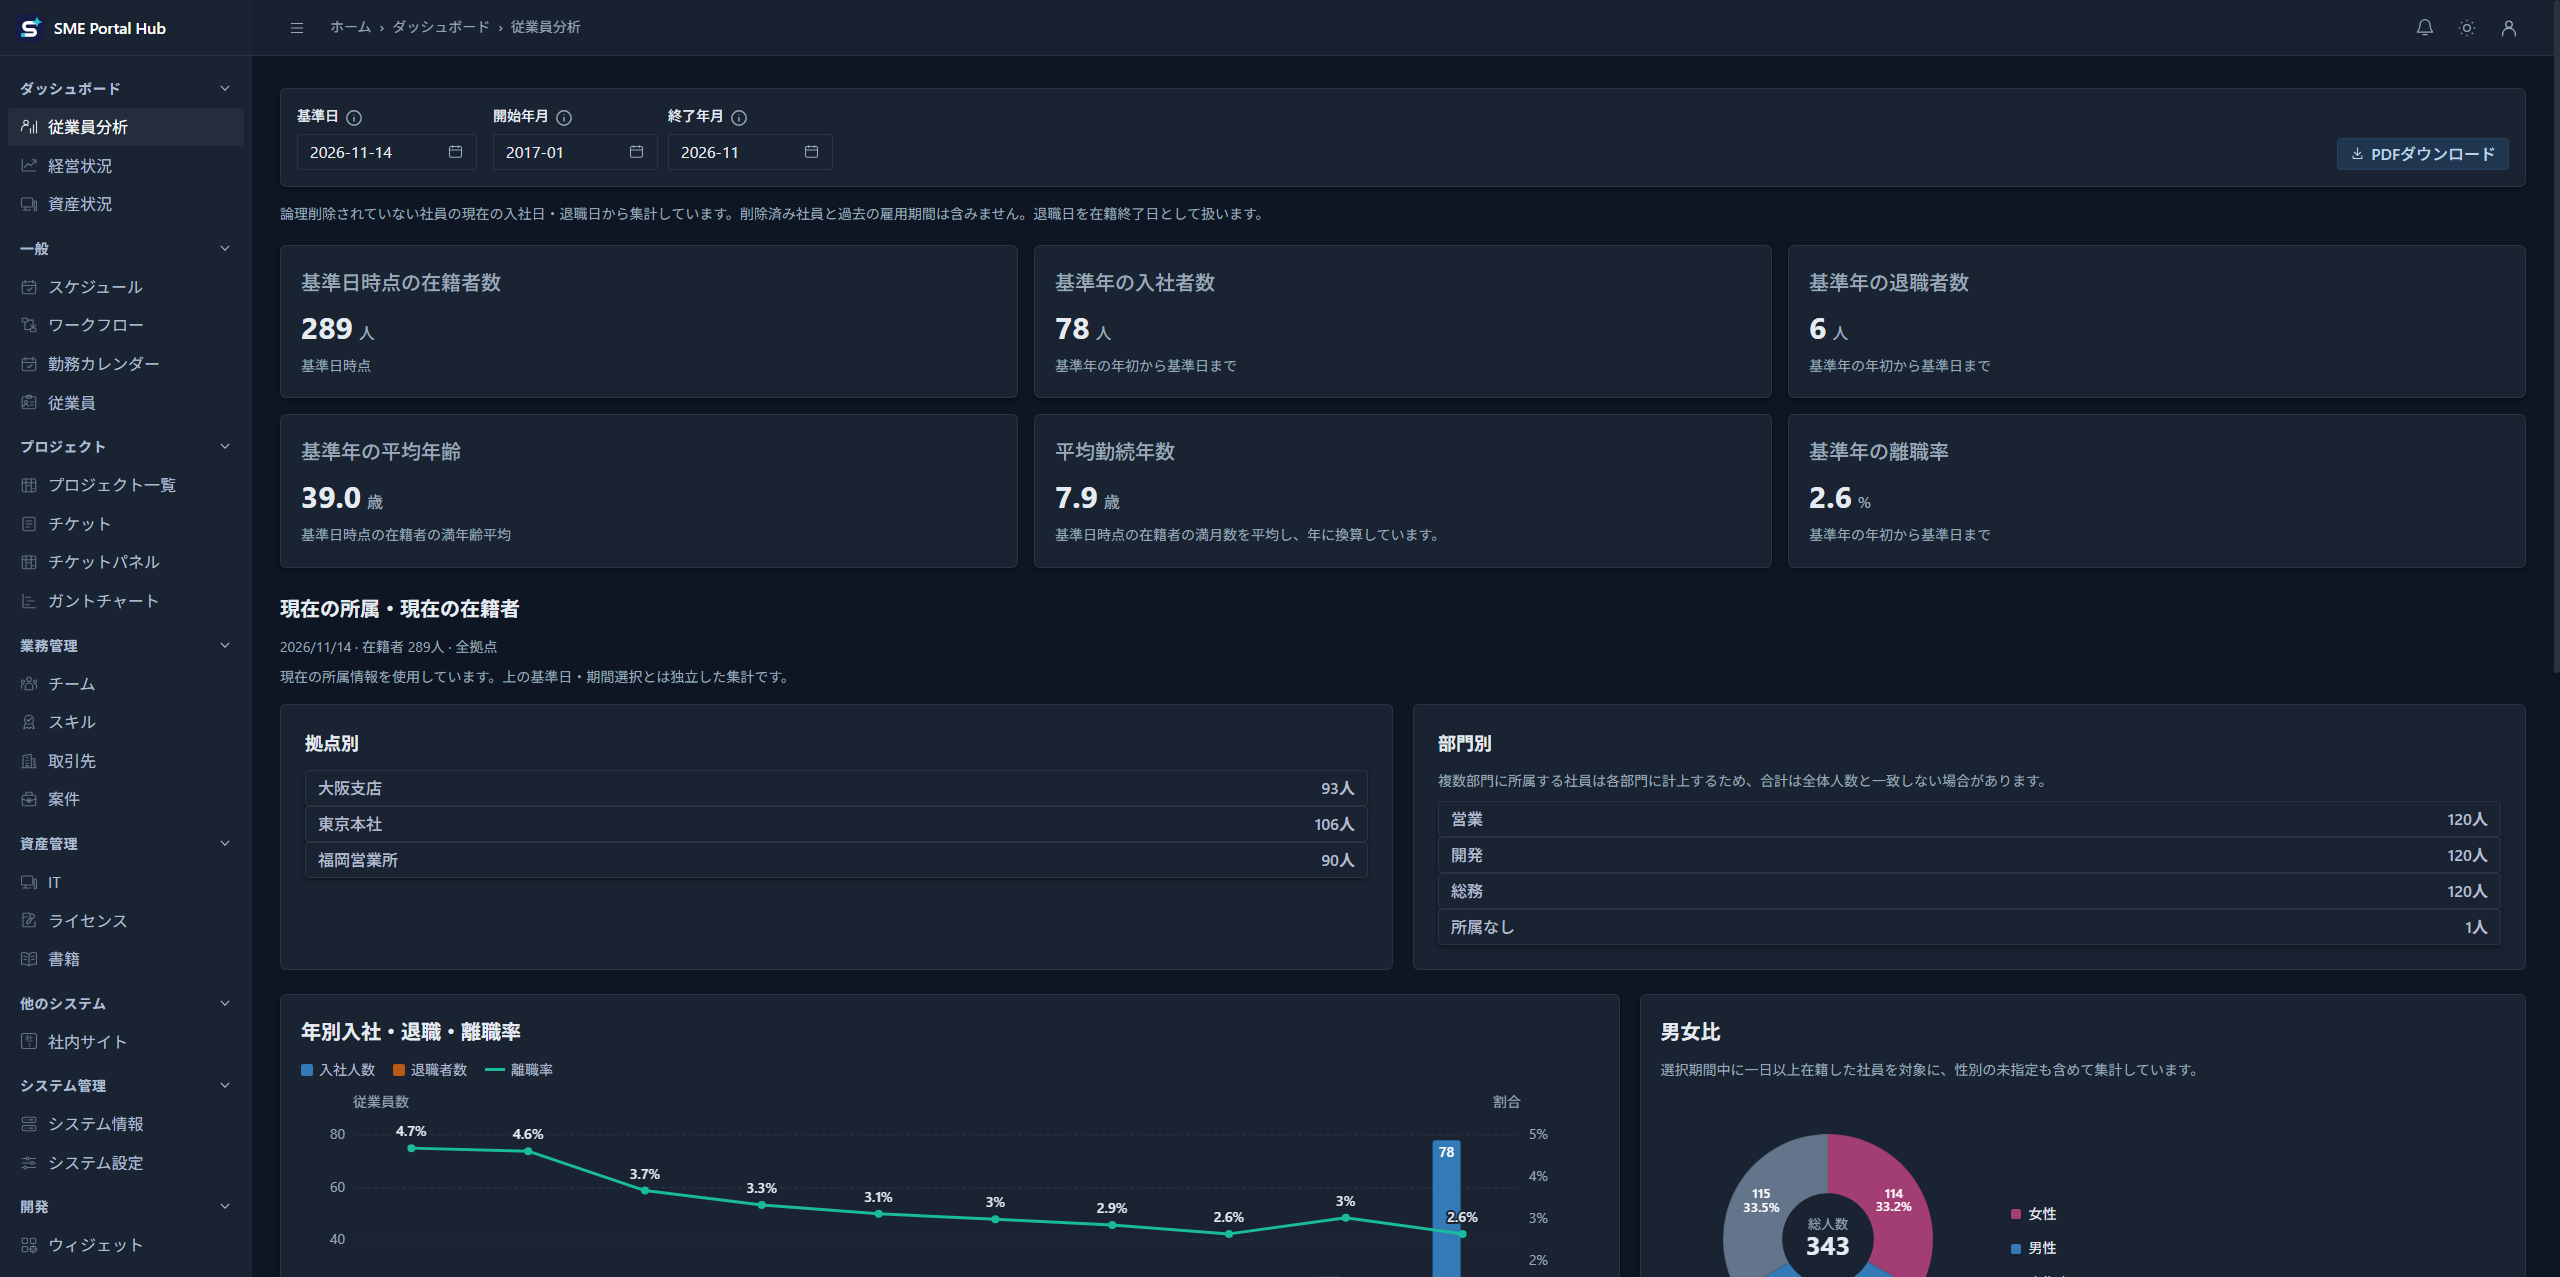 SME Portal Hub
ホーム › ダッシュボード › 従業員分析
ダッシュボード
従業員分析
経営状況
資産状況
一般
スケジュール
ワークフロー
勤務カレンダー
従業員
プロジェクト
プロジェクト一覧
チケット
チケットパネル
ガントチャート
業務管理
チーム
スキル
取引先
案件
資産管理
IT
ライセンス
書籍
他のシステム
社内サイト
システム管理
システム情報
システム設定
開発
ウィジェット
基準日 開始年月 終了年月
2026-11-14 2017-01 2026-11
PDFダウンロード
論理削除されていない社員の現在の入社日・退職日から集計しています。削除済み社員と過去の雇用期間は含みません。退職日を在籍終了日として扱います。
基準日時点の在籍者数
289 人
基準日時点
基準年の入社者数
78 人
基準年の年初から基準日まで
基準年の退職者数
6 人
基準年の年初から基準日まで
基準年の平均年齢
39.0 歳
基準日時点の在籍者の満年齢平均
平均勤続年数
7.9 歳
基準日時点の在籍者の満月数を平均し、年に換算しています。
基準年の離職率
2.6 %
基準年の年初から基準日まで
現在の所属・現在の在籍者
2026/11/14 · 在籍者 289人 · 全拠点
現在の所属情報を使用しています。上の基準日・期間選択とは独立した集計です。
拠点別
大阪支店 93人
東京本社 106人
福岡営業所 90人
部門別
複数部門に所属する社員は各部門に計上するため、合計は全体人数と一致しない場合があります。
営業 120人
開発 120人
総務 120人
所属なし 1人
年別入社・退職・離職率
入社人数 退職者数 離職率
従業員数 割合
80 4.7% 4.6% 3.7% 3.3% 3.1% 3% 2.9% 2.6% 3% 2.6% 78 5%
60 4%
3%
40 2%
男女比
選択期間中に一日以上在籍した社員を対象に、性別の未指定も含めて集計しています。
115
33.5%
114
33.2%
総人数
343
女性
男性